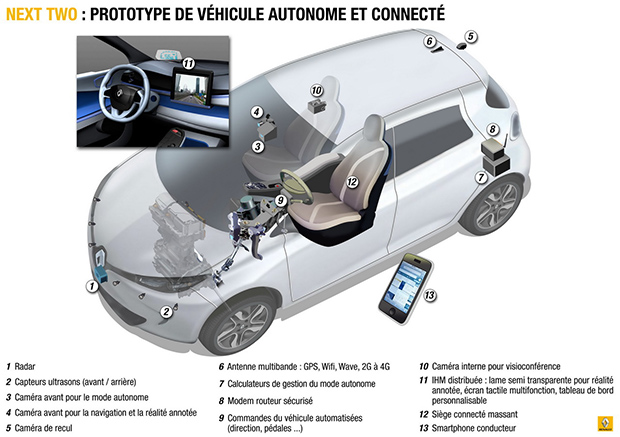 NEXT TWO : PROTOTYPE DE VÉHICULE AUTONOME ET CONNECTÉ
11
6
5
10
4
3
8
7
12
9
1
2
13
1 Radar
2 Capteurs ultrasons (avant / arrière)
3 Caméra avant pour le mode autonome
4 Caméra avant pour la navigation et la réalité annotée
5 Caméra de recul
6 Antenne multibande : GPS, Wifi, Wave, 2G à 4G
7 Calculateurs de gestion du mode autonome
8 Modem routeur sécurisé
9 Commandes du véhicule automatisées
(direction, pédales ...)
10 Caméra interne pour visioconférence
11 IHM distribuée : lame semi transparente pour réalité
annotée, écran tactile multifonction, tableau de bord
personnalisable
12 Siège connecté massant
13 Smartphone conducteur